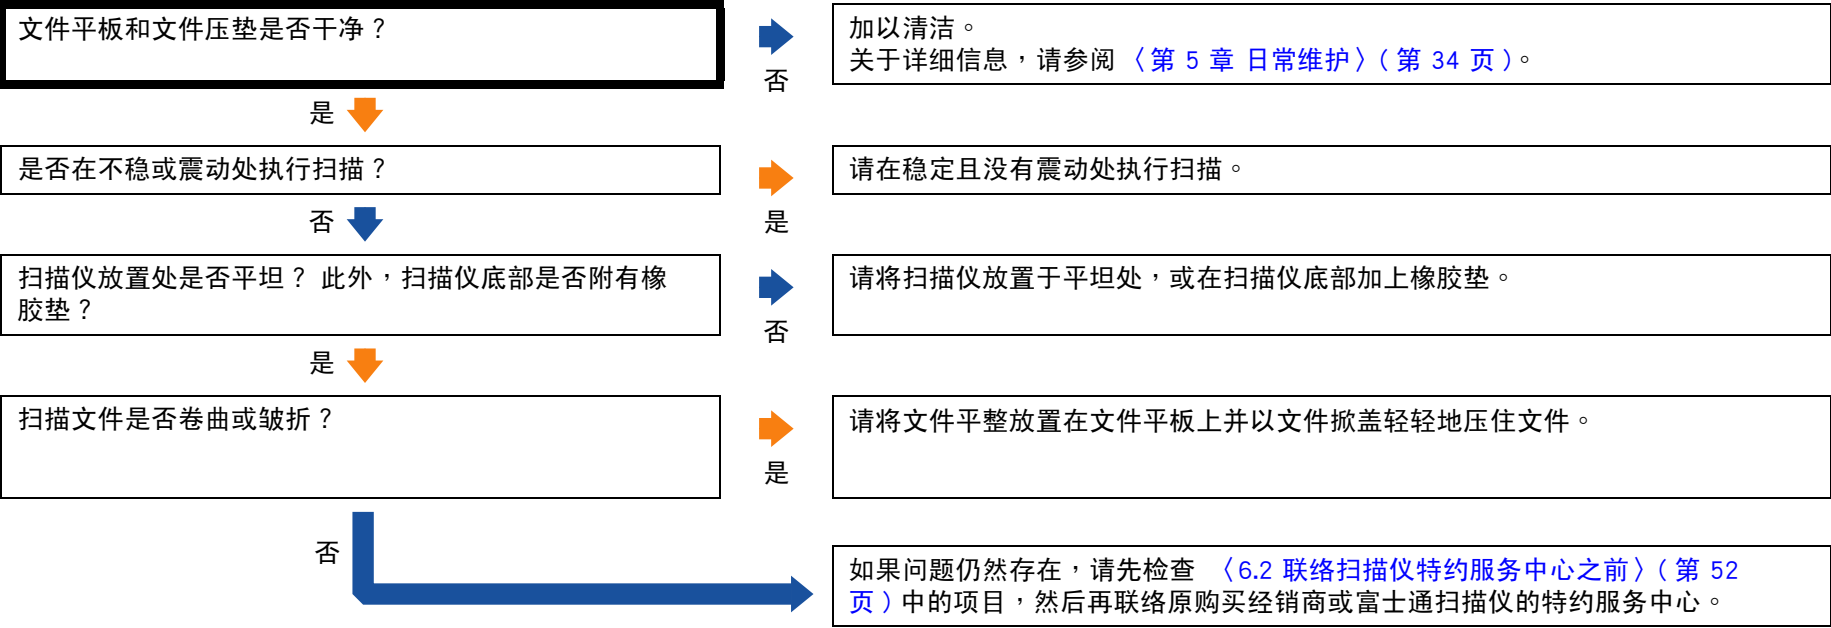 文件平板和文件压垫是否干净？
否
加以清洁。
关于详细信息，请参阅 〈第 5 章 日常维护〉( 第 34 页 )。
是
是否在不稳或震动处执行扫描？
是
请在稳定且没有震动处执行扫描。
否
扫描仪放置处是否平坦？ 此外，扫描仪底部是否附有橡
胶垫？
否
请将扫描仪放置于平坦处，或在扫描仪底部加上橡胶垫。
是
扫描文件是否卷曲或皱折？
是
请将文件平整放置在文件平板上并以文件掀盖轻轻地压住文件。
否
如果问题仍然存在，请先检查 〈6.2 联络扫描仪特约服务中心之前〉( 第 52
页 ) 中的项目，然后再联络原购买经销商或富士通扫描仪的特约服务中心。